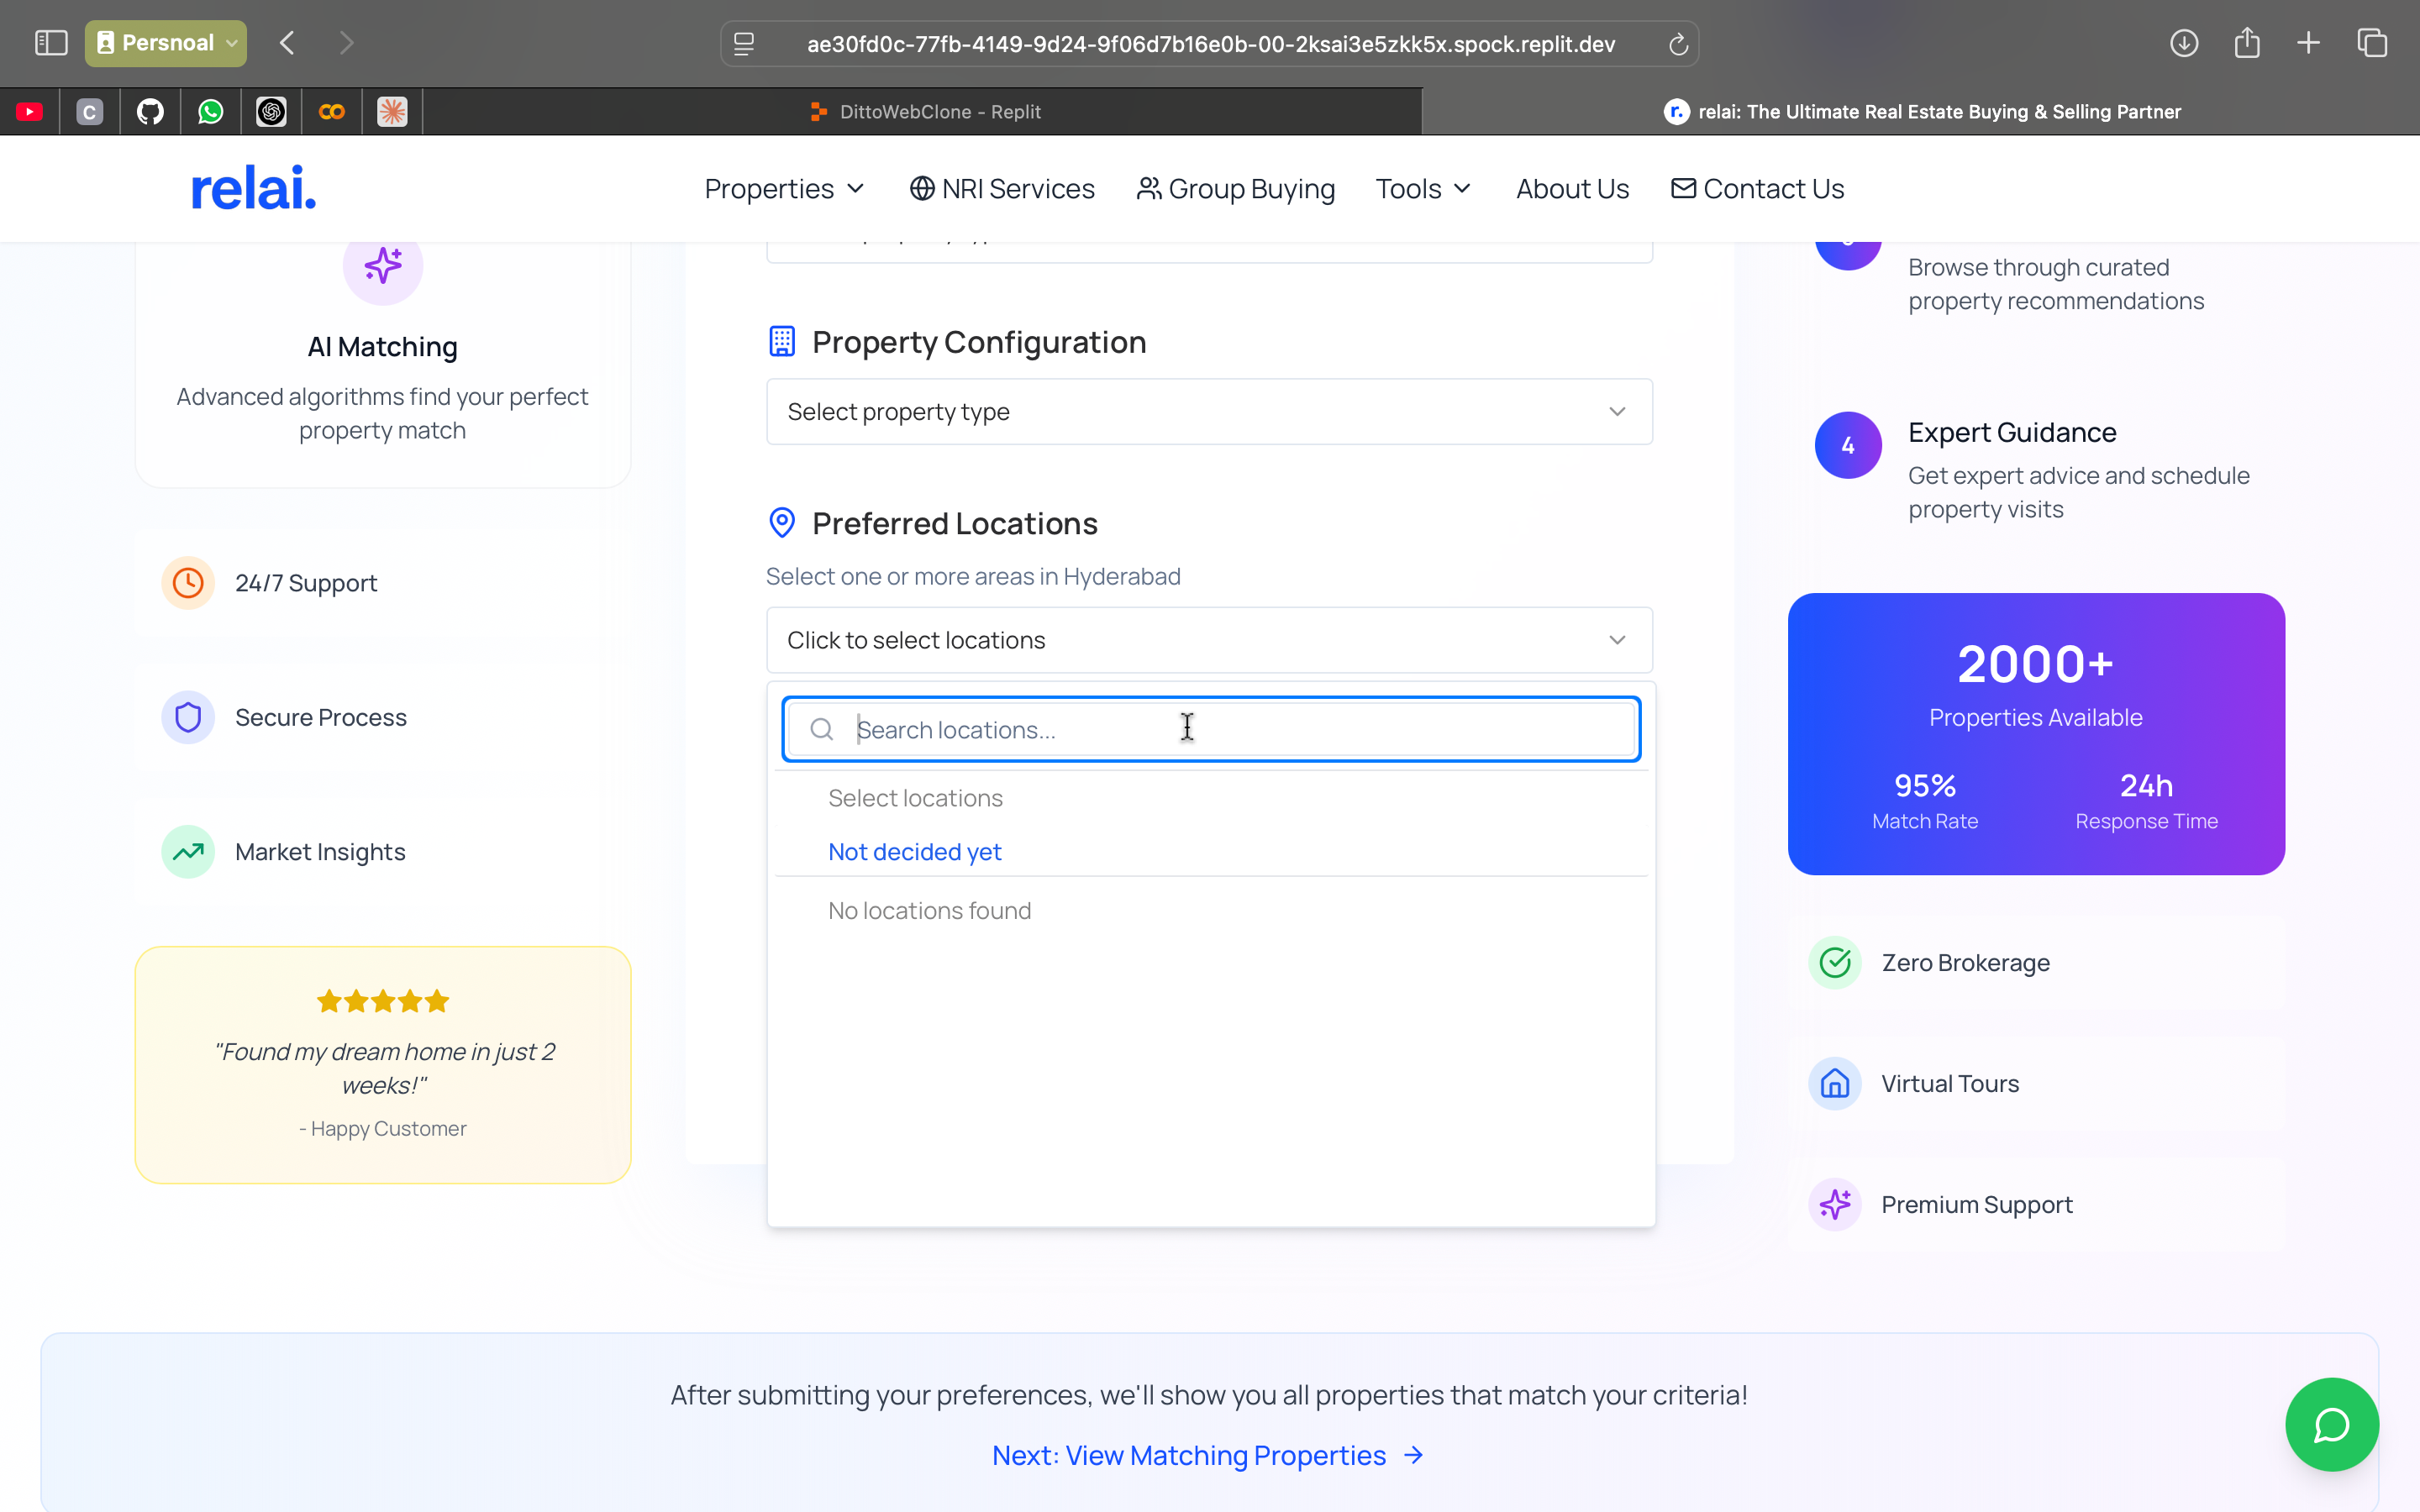 Persnoal
ae30fd0c-77fb-4149-9d24-9f06d7b16e0b-00-2ksai3e5zkk5x.spock.replit.dev
C
DittoWebClone - Replit
r. relai: The Ultimate Real Estate Buying & Selling Partner
relai.
Properties
NRI Services
Group Buying
Tools
About Us
Contact Us
AI Matching
Advanced algorithms find your perfect
property match
24/7 Support
Secure Process
Market Insights
"Found my dream home in just 2
weeks!"
- Happy Customer
Property Configuration
Select property type
Preferred Locations
Select one or more areas in Hyderabad
Click to select locations
Search locations...
Select locations
Not decided yet
No locations found
Browse through curated
property recommendations
4
Expert Guidance
Get expert advice and schedule
property visits
2000+
Properties Available
95%
Match Rate
24h
Response Time
Zero Brokerage
Virtual Tours
Premium Support
After submitting your preferences, we'll show you all properties that match your criteria!
Next: View Matching Properties →